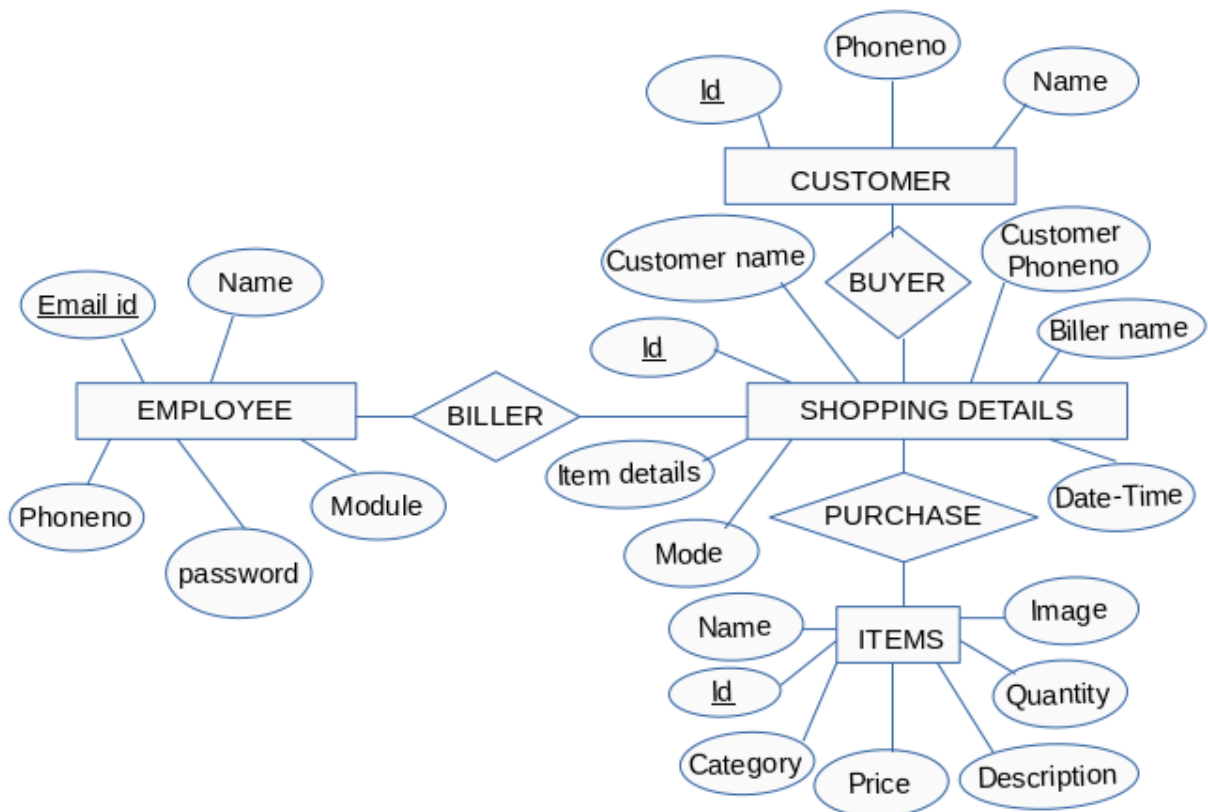 Phoneno
Id
Name
CUSTOMER
Customer name
BUYER
Customer
Phoneno
Biller name
Id
Email id
Name
EMPLOYEE
BILLER
SHOPPING DETAILS
Phoneno
password
Module
Item details
Mode
PURCHASE
Date-Time
Name
ITEMS
Image
Id
Quantity
Category
Price
Description